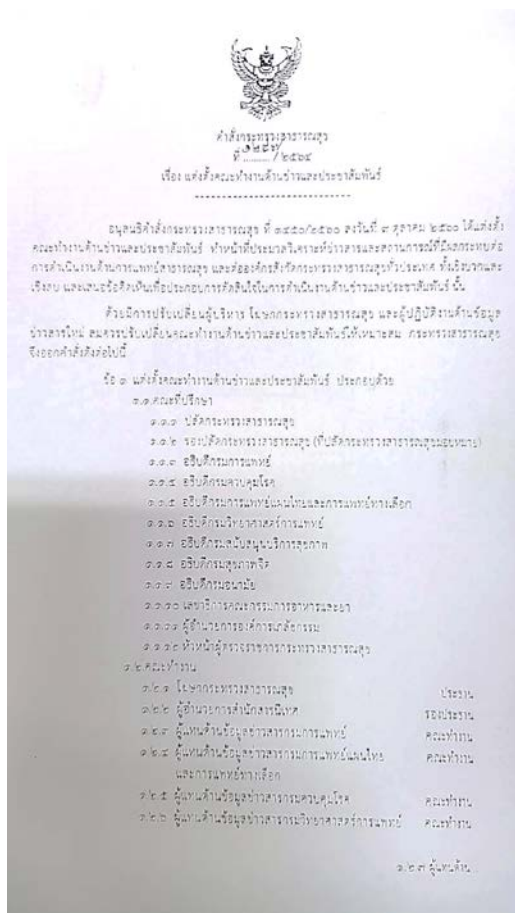 คำสั่งกระทรวงสาธารณสุข
ที่ ๑๒๙๗/๒๕๖๔
เรื่อง แต่งตั้งคณะทำงานด้านข่าวและประชาสัมพันธ์
อนุสนธิคำสั่งกระทรวงสาธารณสุข ที่ ๑๔๕๐/๒๕๖๐ ลงวันที่ ๙ ตุลาคม ๒๕๖๐ ได้แต่งตั้ง
คณะทำงานด้านข่าวและประชาสัมพันธ์ ทำหน้าที่ประมวลวิเคราะห์ข่าวสารและสถานการณ์ที่มีผลกระทบต่อ
การดำเนินงานด้านการแพทย์สาธารณสุข และต่อองค์กรสังกัดกระทรวงสาธารณสุขทั่วประเทศ ทั้งเชิงบวกและ
เชิงลบ และเสนอข้อคิดเห็นเพื่อประกอบการตัดสินใจในการดำเนินงานด้านข่าวและประชาสัมพันธ์ นั้น
ด้วยมีการปรับเปลี่ยนผู้บริหาร โฆษกกระทรวงสาธารณสุข และผู้ปฏิบัติงานด้านข้อมูล
ข่าวสารใหม่ สมควรปรับเปลี่ยนคณะทำงานด้านข่าวและประชาสัมพันธ์ให้เหมาะสม กระทรวงสาธารณสุข
จึงออกคำสั่งดังต่อไปนี้
ข้อ ๑ แต่งตั้งคณะทำงานด้านข่าวและประชาสัมพันธ์ ประกอบด้วย
๑.๑.คณะที่ปรึกษา
๑.๑.๑ ปลัดกระทรวงสาธารณสุข
๑.๑.๒ รองปลัดกระทรวงสาธารณสุข (ที่ปลัดกระทรวงสาธารณสุขมอบหมาย)
๑.๑.๓ อธิบดีกรมการแพทย์
๑.๑.๔ อธิบดีกรมควบคุมโรค
๑.๑.๕ อธิบดีกรมการแพทย์แผนไทยและการแพทย์ทางเลือก
๑.๑.๖ อธิบดีกรมวิทยาศาสตร์การแพทย์
๑.๑.๗ อธิบดีกรมสนับสนุนบริการสุขภาพ
๑.๑.๘ อธิบดีกรมสุขภาพจิต
๑.๑.๙ อธิบดีกรมอนามัย
๑.๑.๑๐ เลขาธิการคณะกรรมการอาหารและยา
๑.๑.๑๑ ผู้อำนวยการองค์การเภสัชกรรม
๑.๑.๑๒ หัวหน้าผู้ตรวจราชการกระทรวงสาธารณสุข
๑.๒.คณะทำงาน
๑.๒.๑ โฆษกกระทรวงสาธารณสุข ประธาน
๑.๒.๒ ผู้อำนวยการสำนักสารนิเทศ รองประธาน
๑.๒.๓ ผู้แทนด้านข้อมูลข่าวสารกรมการแพทย์ คณะทำงาน
๑.๒.๔ ผู้แทนด้านข้อมูลข่าวสารกรมการแพทย์แผนไทย คณะทำงาน
และการแพทย์ทางเลือก
๑.๒.๕ ผู้แทนด้านข้อมูลข่าวสารกรมควบคุมโรค คณะทำงาน
๑.๒.๖ ผู้แทนด้านข้อมูลข่าวสารกรมวิทยาศาสตร์การแพทย์ คณะทำงาน
๑.๒.๗ ผู้แทนด้าน